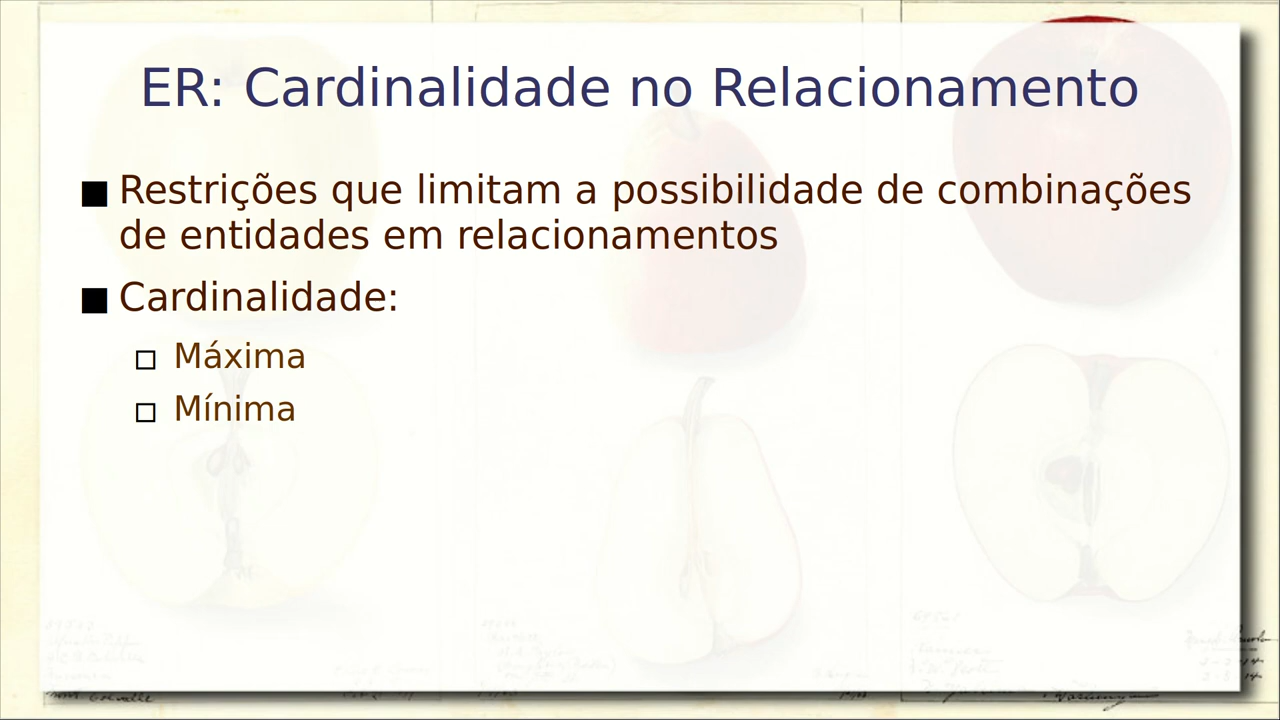 ER: Cardinalidade no Relacionamento
Restrições que limitam a possibilidade de combinações
de entidades em relacionamentos
Cardinalidade:
Máxima
Mínima